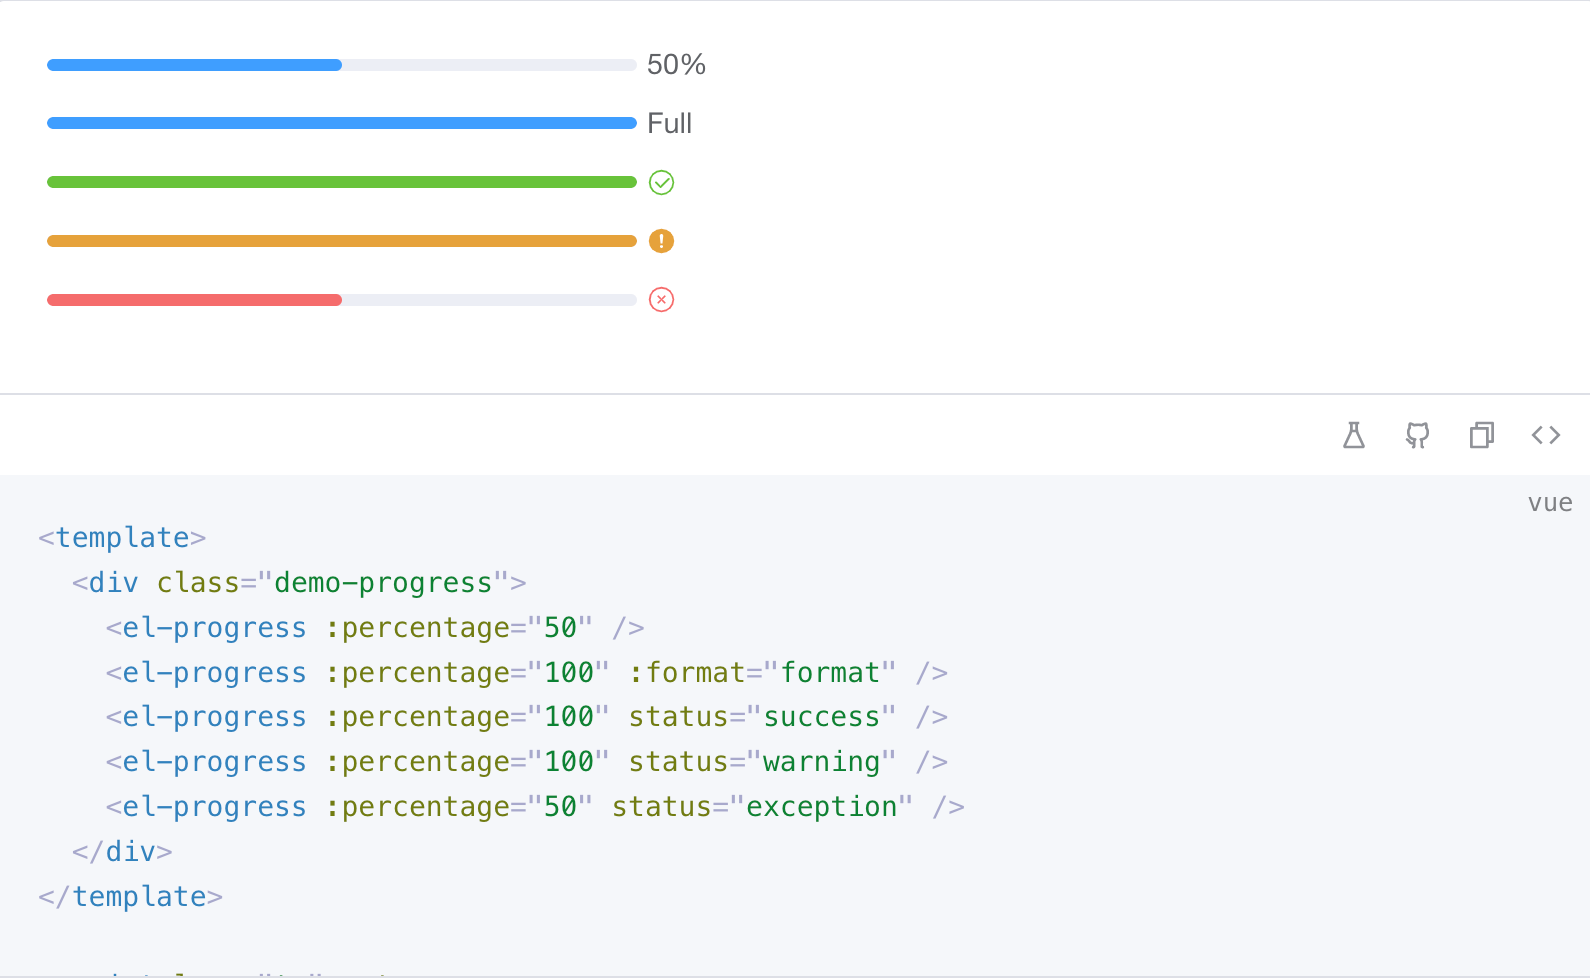 50%
Full
vue
<template>
  <div class="demo-progress">
    <el-progress :percentage="50" />
    <el-progress :percentage="100" :format="format" />
    <el-progress :percentage="100" status="success" />
    <el-progress :percentage="100" status="warning" />
    <el-progress :percentage="50" status="exception" />
  </div>
</template>